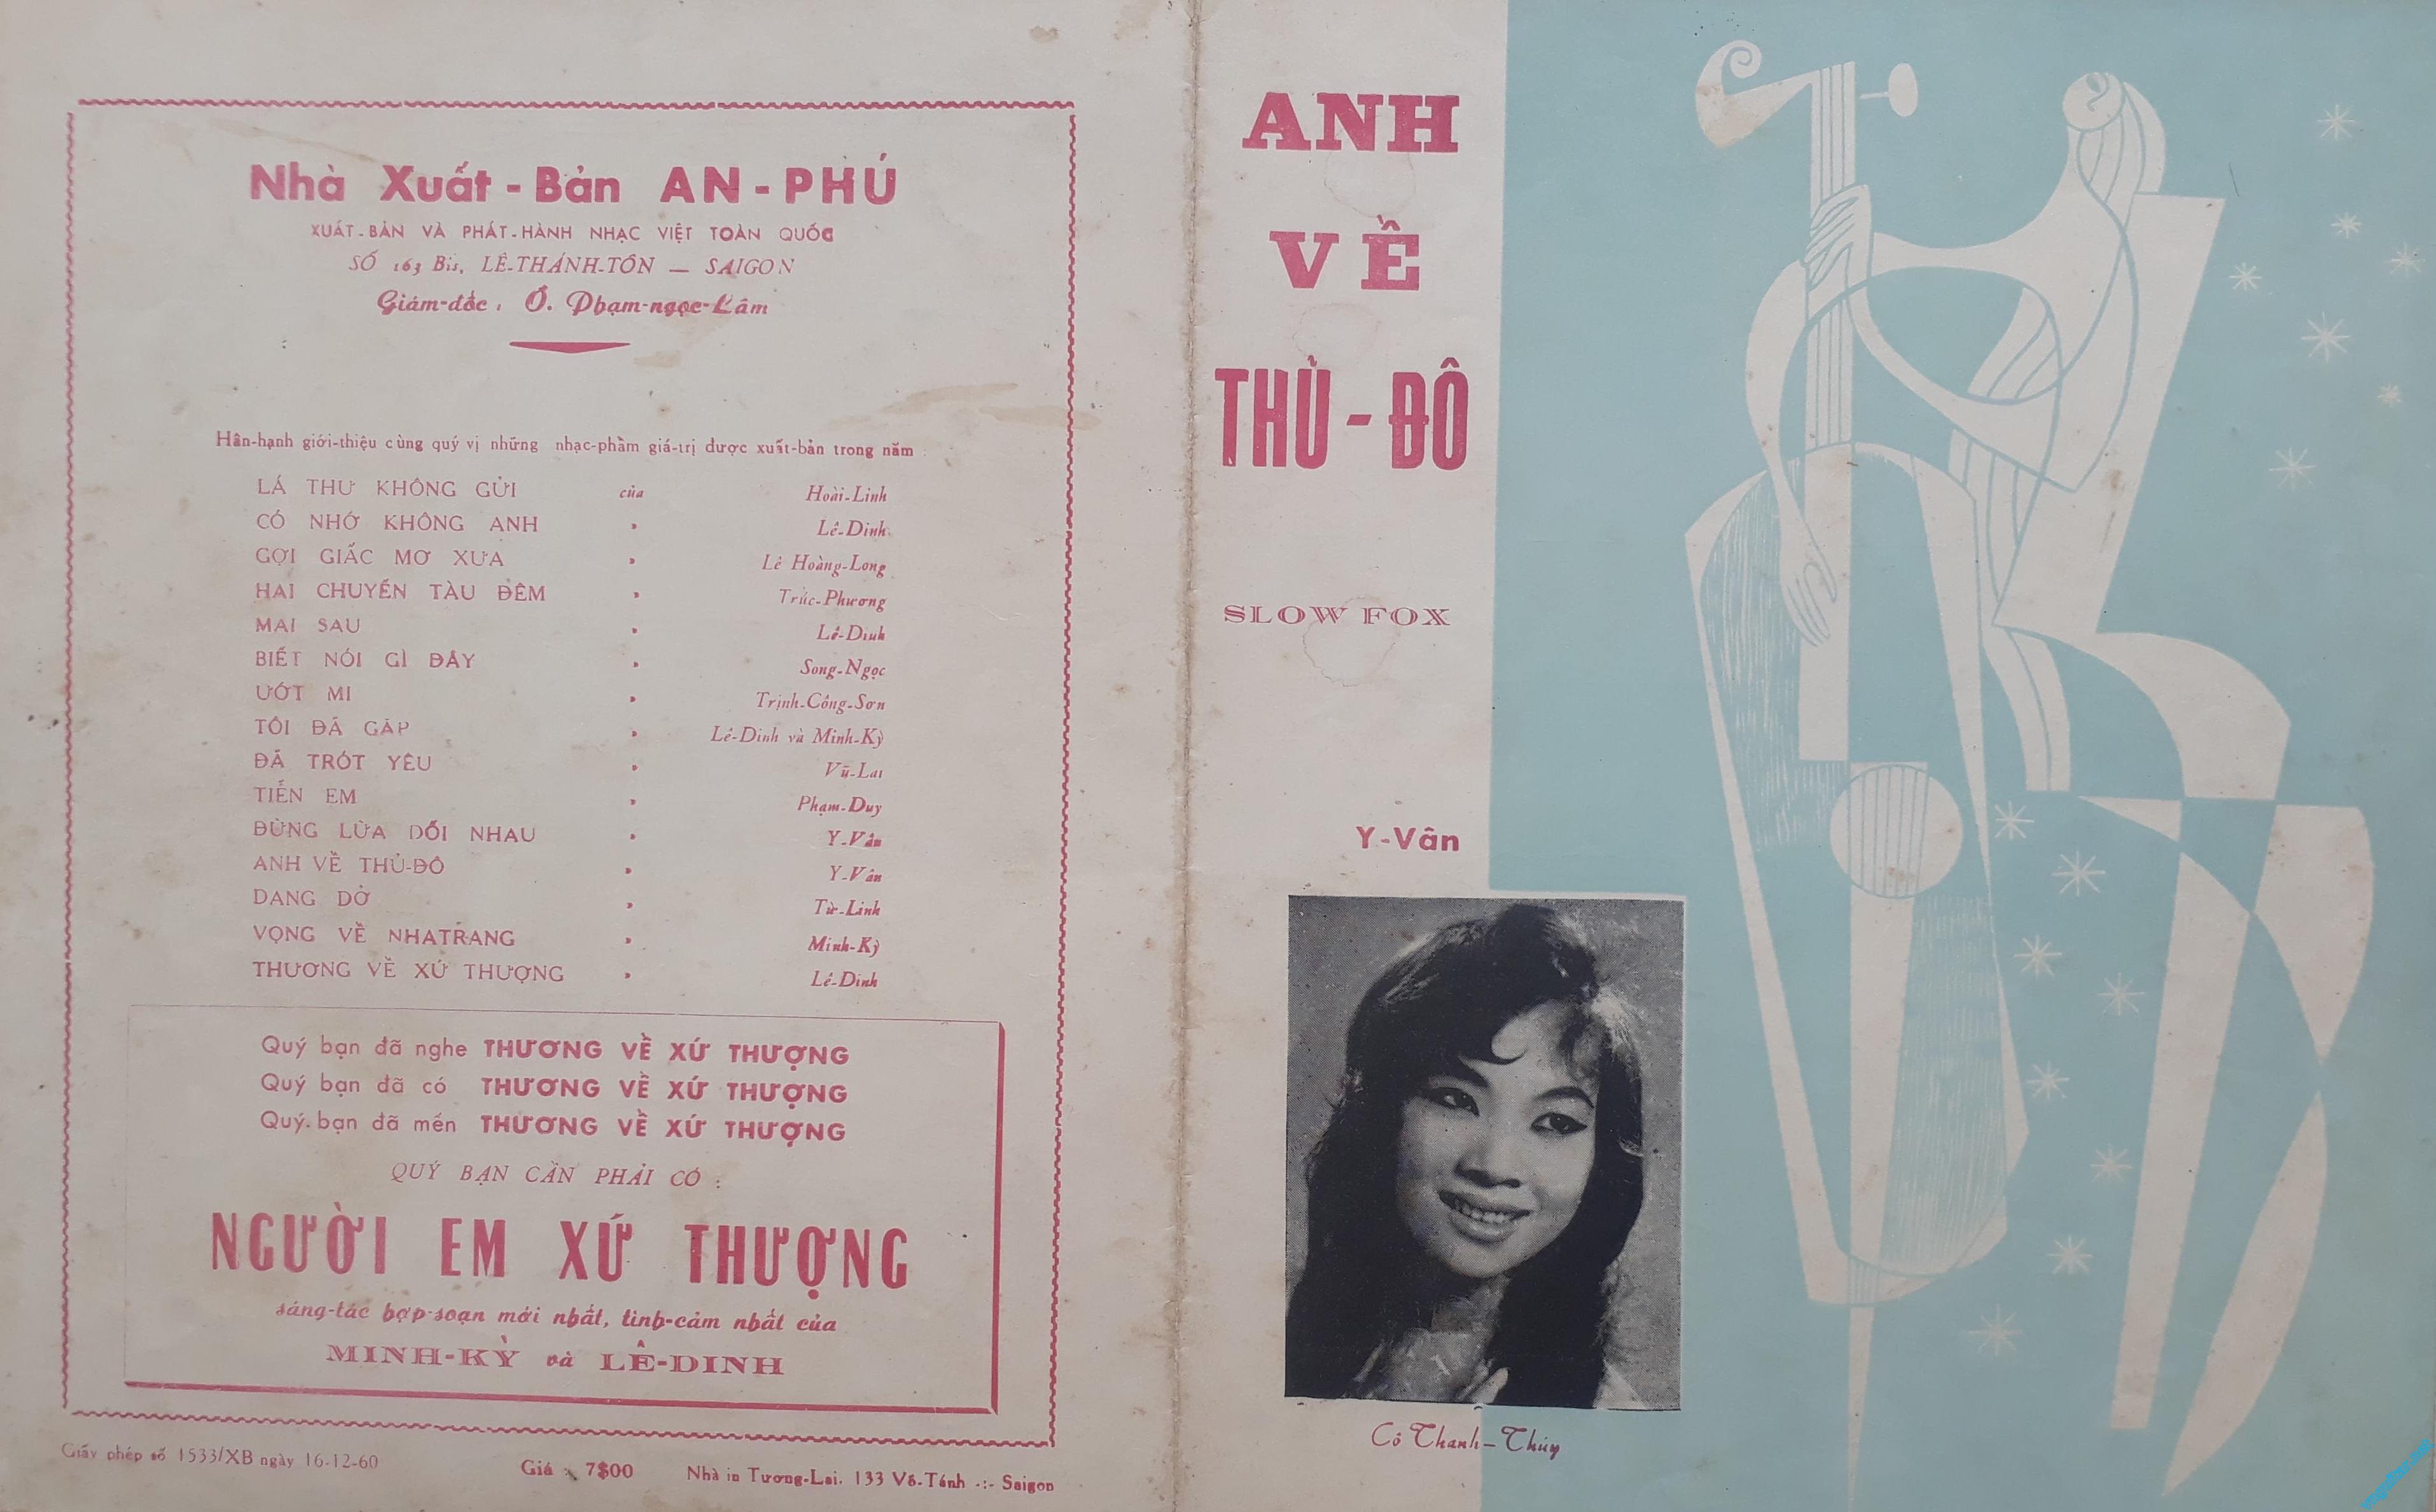 Nhà Xuất-Bản AN-PHÚ
XUẤT-BẢN VÀ PHÁT-HÀNH NHẠC VIỆT TOÀN QUỐC
SỐ 163 Bis, LÊ-THÁNH-TÔN — SAIGON
Giám-đốc : Ô. Phạm-ngọc-Lâm
Hân-hạnh giới-thiệu cùng quý vị những nhạc-phẩm giá-trị được xuất-bản trong năm :
LÁ THƯ KHÔNG GỬI của Hoài-Linh
CÓ NHỚ KHÔNG ANH » Lê-Dinh
GỢI GIẤC MƠ XƯA » Lê Hoàng-Long
HAI CHUYẾN TÀU ĐÊM » Trúc-Phương
MAI SAU » Lê-Dinh
BIẾT NÓI GÌ ĐÂY » Song-Ngọc
ƯỚT MI » Trịnh-Công-Sơn
TÔI ĐÃ GẶP » Lê-Dinh và Minh-Kỳ
ĐÃ TRÓT YÊU » Vũ-Lai
TIỄN EM » Phạm-Duy
ĐỪNG LỪA DỐI NHAU » Y-Vân
ANH VỀ THỦ-ĐÔ » Y-Vân
DANG DỞ » Từ-Linh
VỌNG VỀ NHATRANG » Minh-Kỳ
THƯƠNG VỀ XỨ THƯỢNG » Lê-Dinh
Quý bạn đã nghe THƯƠNG VỀ XỨ THƯỢNG
Quý bạn đã có THƯƠNG VỀ XỨ THƯỢNG
Quý bạn đã mến THƯƠNG VỀ XỨ THƯỢNG
QUÝ BẠN CẦN PHẢI CÓ :
NGƯỜI EM XỨ THƯỢNG
sáng-tác hợp-soạn mới nhất, tình-cảm nhất của
MINH-KỲ và LÊ-DINH
Giấy phép số 1533/XB ngày 16-12-60
Giá : 7$00
Nhà in Tương-Lai. 133 Võ-Tánh -:- Saigon
ANH
VỀ
THỦ-ĐÔ
SLOW FOX
Y-Vân
Cô Thanh-Thúy